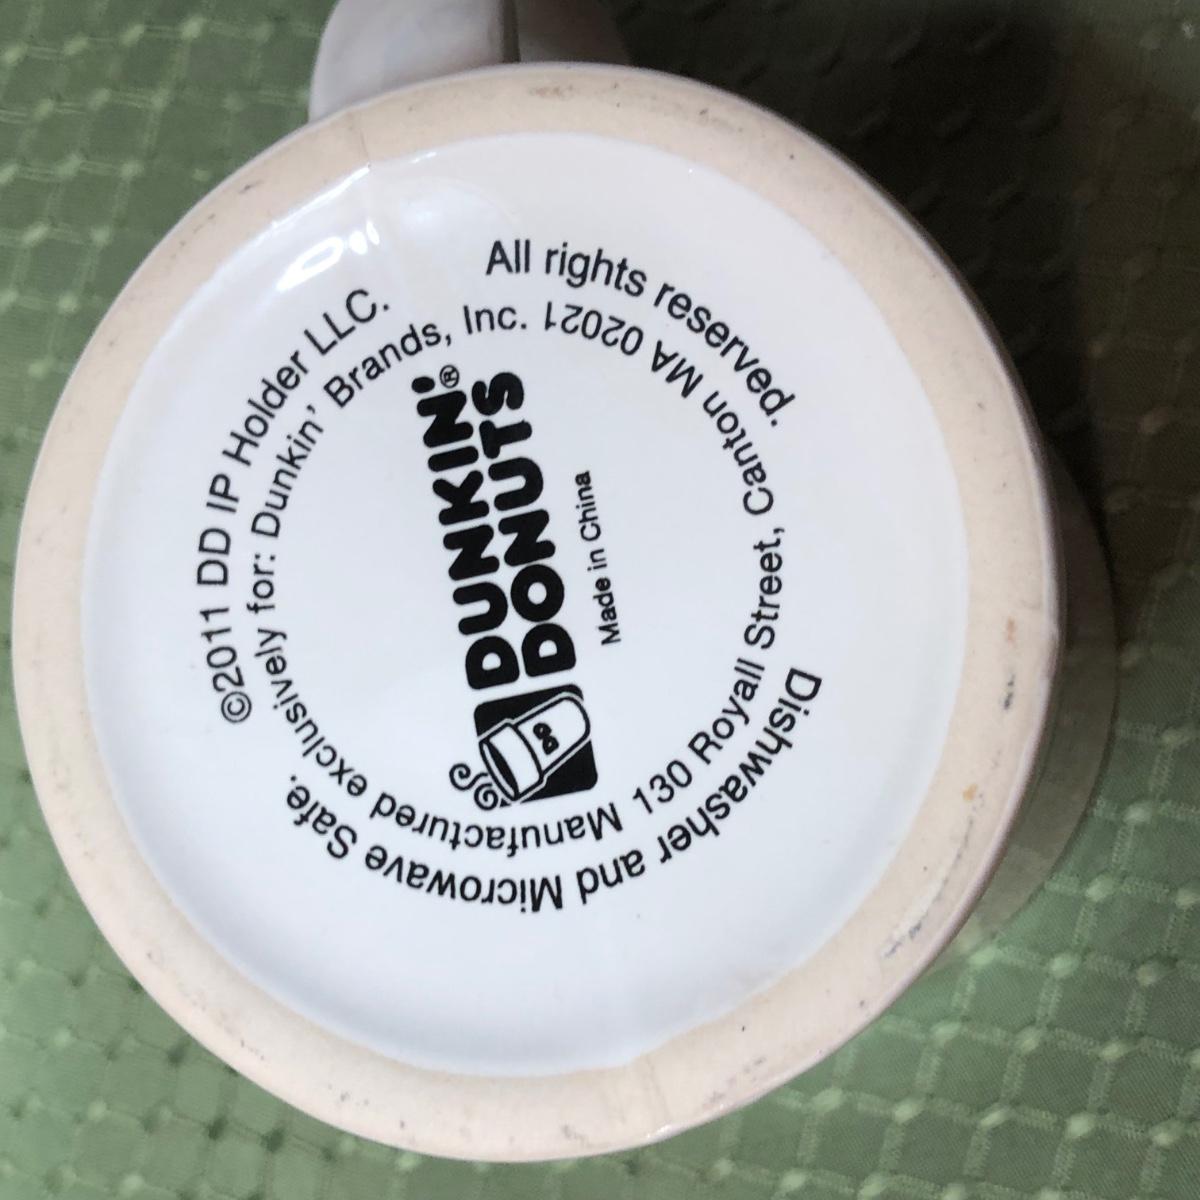 ©2011 DD IP Holder LLC. All rights reserved. Dishwasher and Microwave Safe.
Manufactured exclusively for: Dunkin' Brands, Inc. 130 Royall Street, Canton MA 02021
DUNKIN'®
DONUTS
DD
Made in China